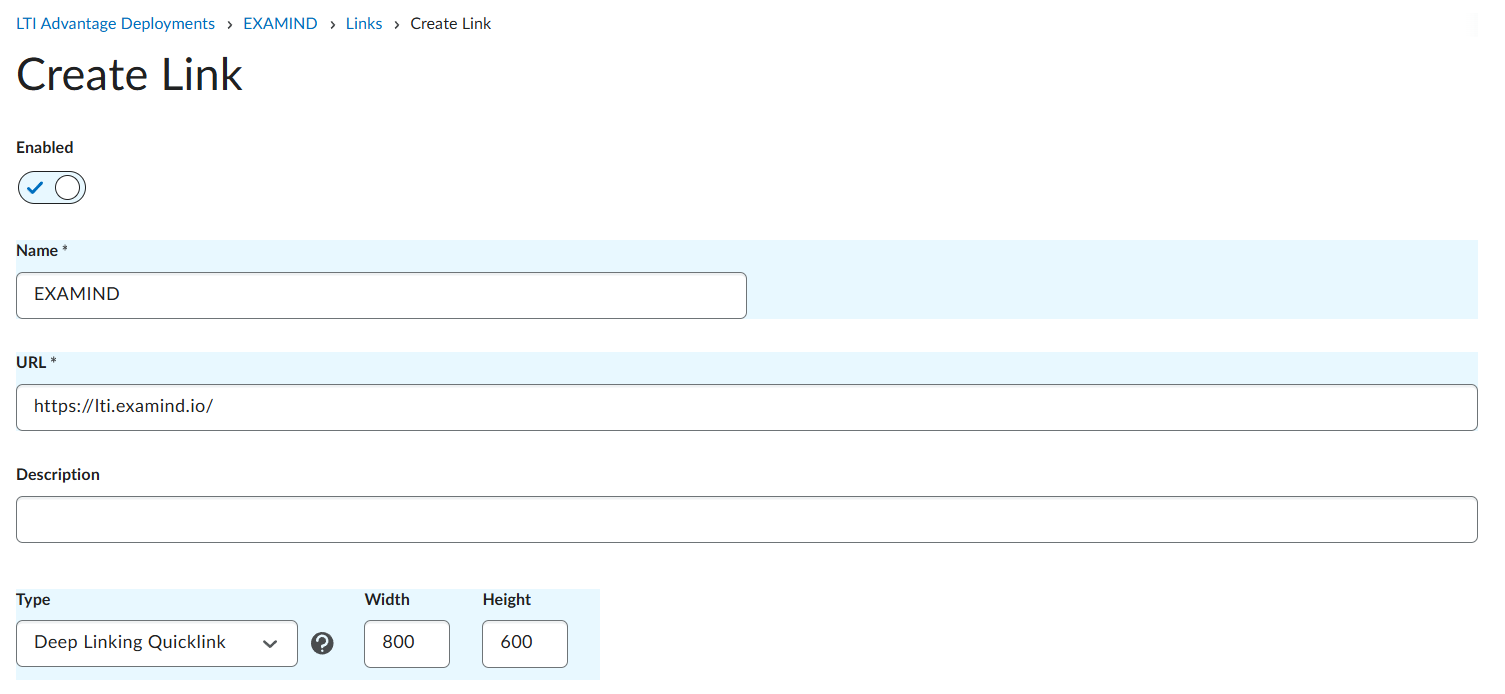 LTI Advantage Deployments › EXAMIND › Links › Create Link
Create Link
Enabled
Name *
EXAMIND
URL *
https://lti.examind.io/
Description
Type Width Height
Deep Linking Quicklink ? 800 600